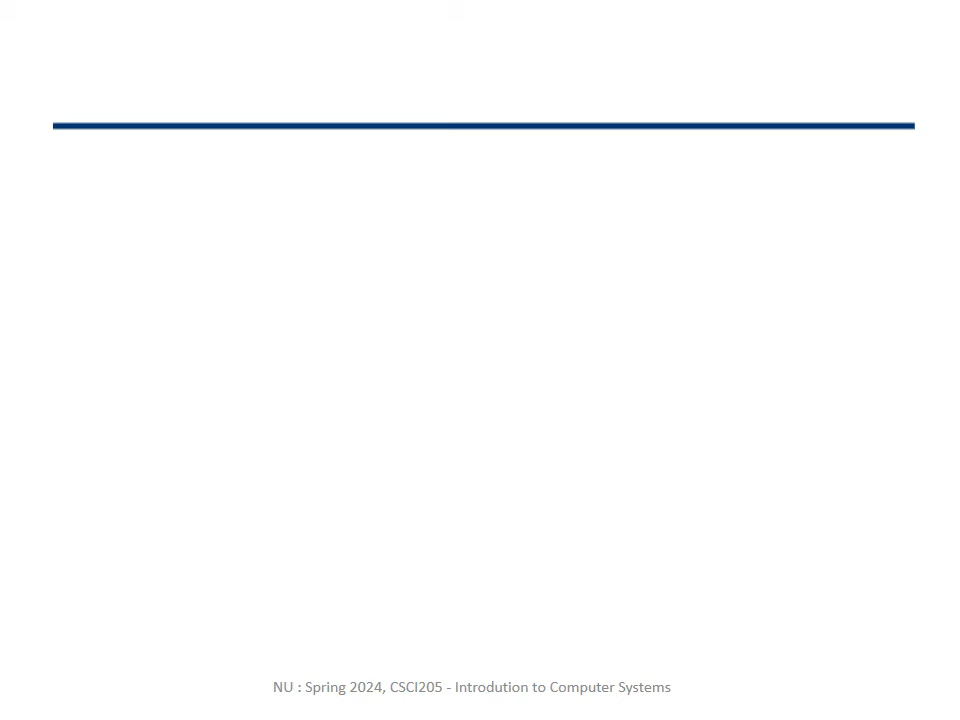 NU : Spring 2024, CSCI205 - Introdution to Computer Systems